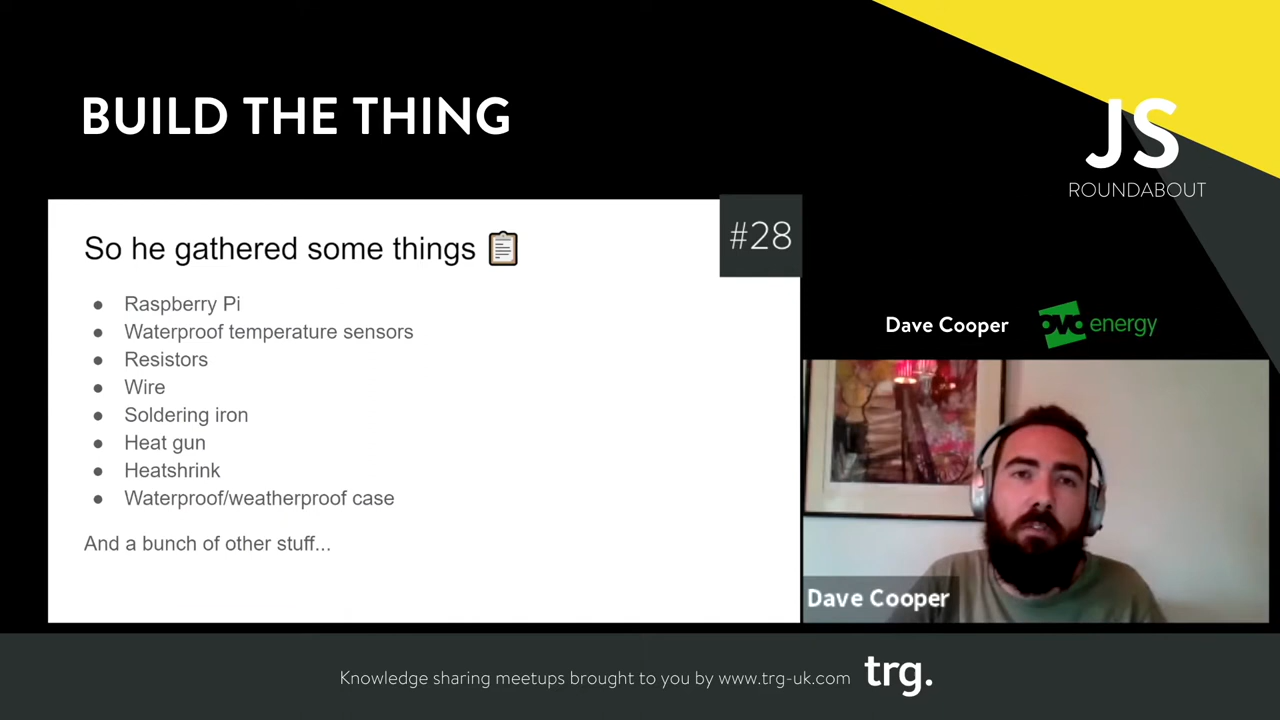 BUILD THE THING
JS
ROUNDABOUT
#28
So he gathered some things
● Raspberry Pi
● Waterproof temperature sensors
● Resistors
● Wire
● Soldering iron
● Heat gun
● Heatshrink
● Waterproof/weatherproof case
And a bunch of other stuff...
Dave Cooper
ovo energy
Dave Cooper
Knowledge sharing meetups brought to you by www.trg-uk.com
trg.